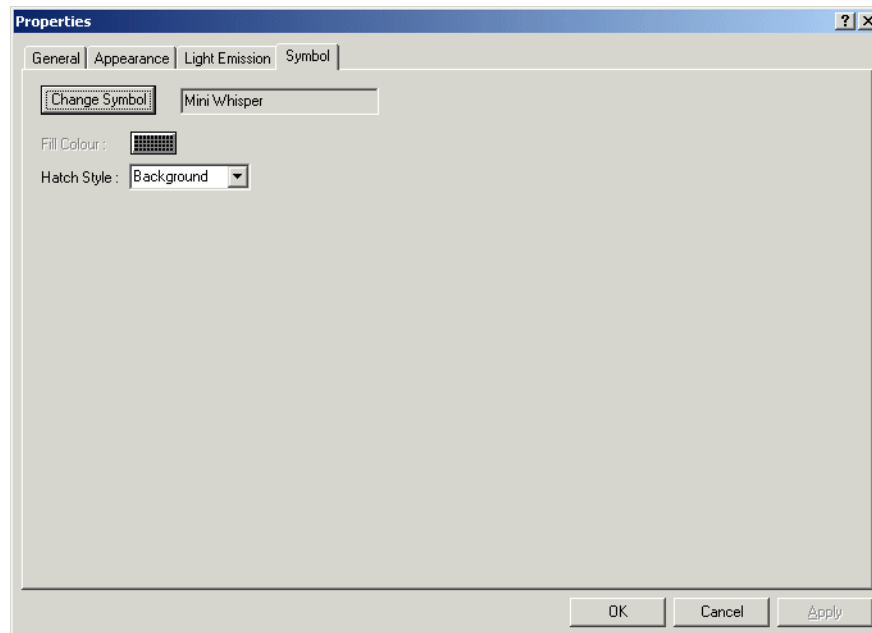 Properties
General Appearance Light Emission Symbol
Change Symbol Mini Whisper
Fill Colour :
Hatch Style : Background
OK Cancel Apply